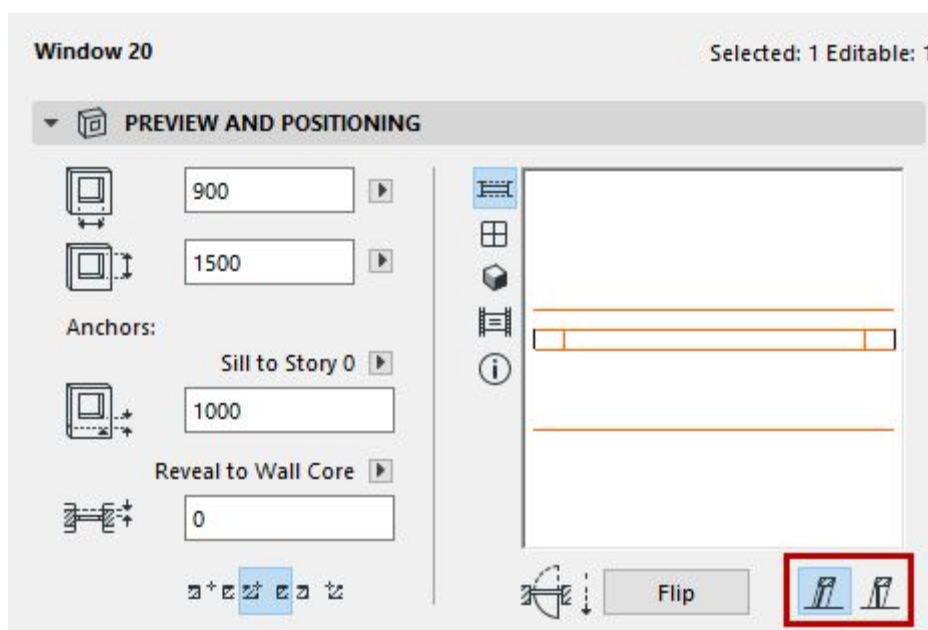 Window 20
Selected: 1 Editable: 1
PREVIEW AND POSITIONING
900
1500
Anchors:
Sill to Story 0
1000
Reveal to Wall Core
0
Flip